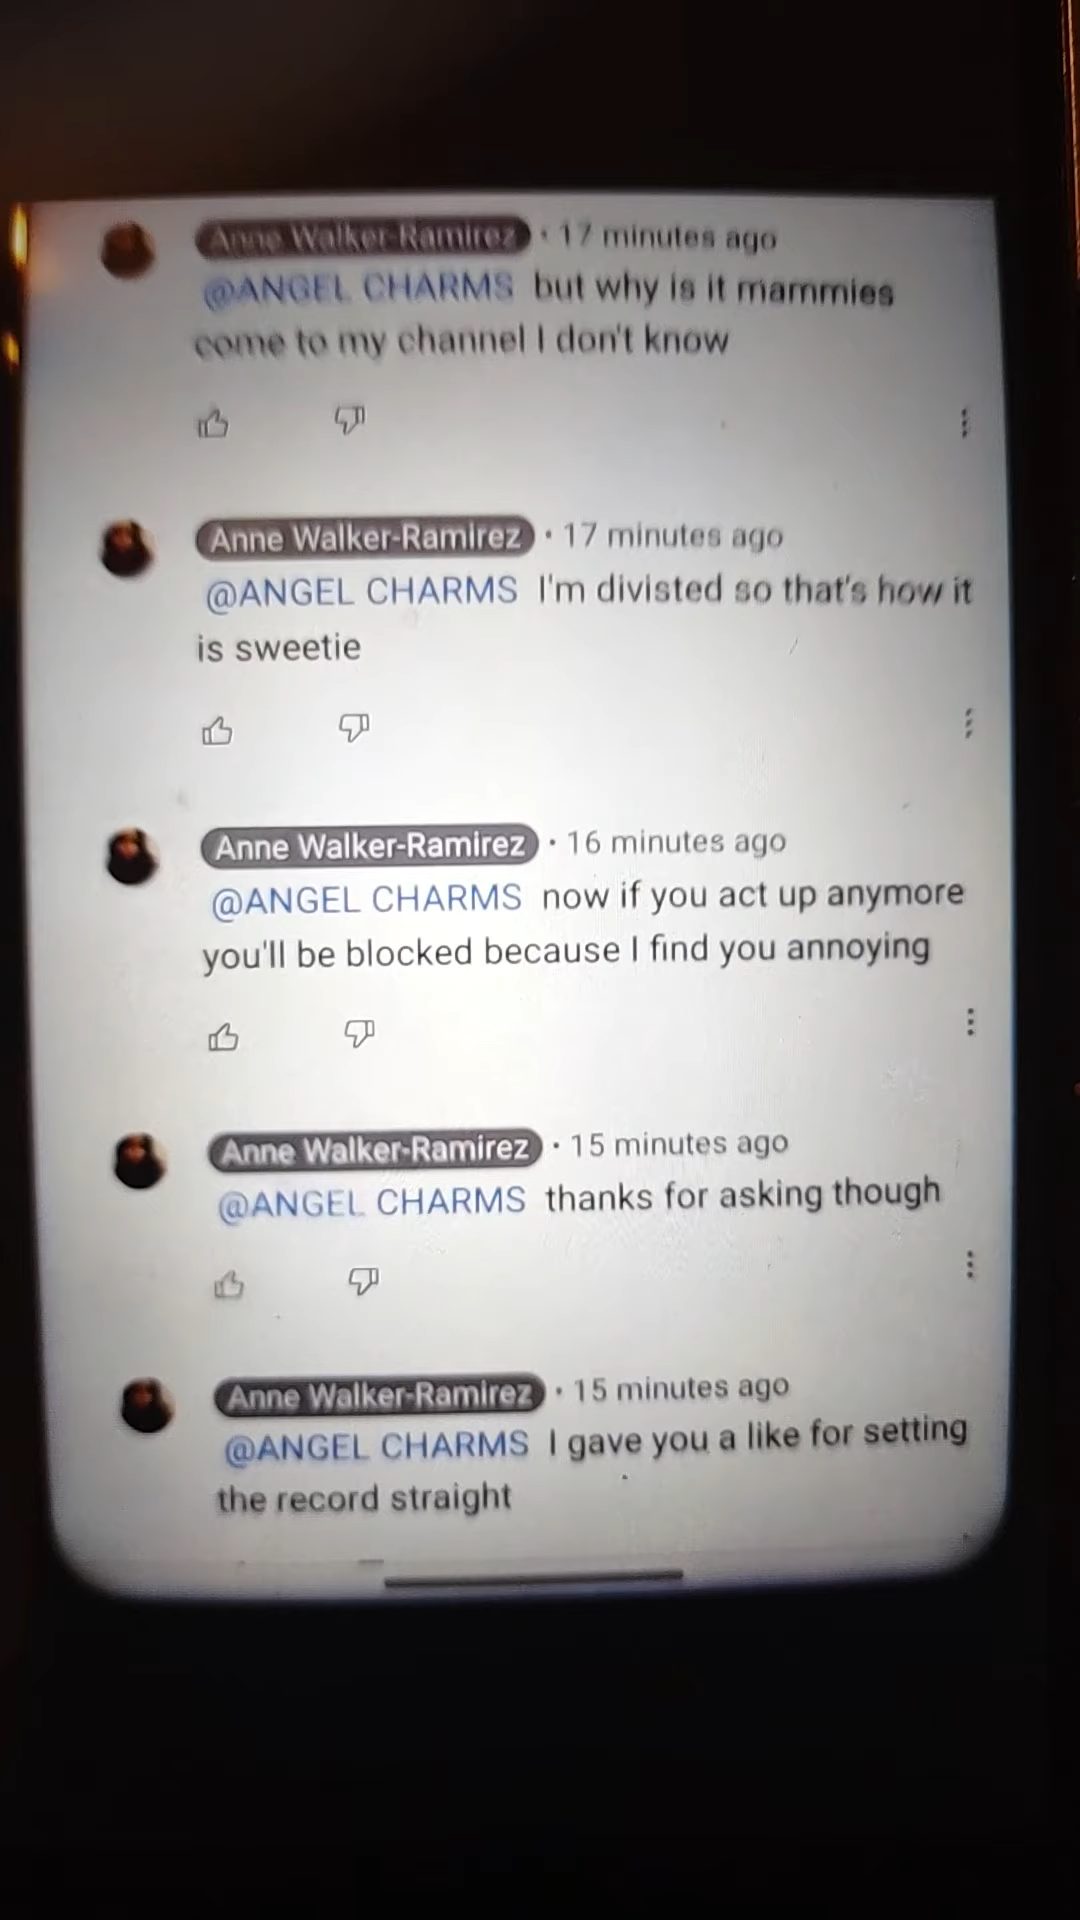 Anne Walker-Ramirez · 17 minutes ago
@ANGEL CHARMS but why is it mammies
come to my channel I don't know
Anne Walker-Ramirez · 17 minutes ago
@ANGEL CHARMS I'm divisted so that's how it
is sweetie
Anne Walker-Ramirez · 16 minutes ago
@ANGEL CHARMS now if you act up anymore
you'll be blocked because I find you annoying
Anne Walker-Ramirez · 15 minutes ago
@ANGEL CHARMS thanks for asking though
Anne Walker-Ramirez · 15 minutes ago
@ANGEL CHARMS I gave you a like for setting
the record straight